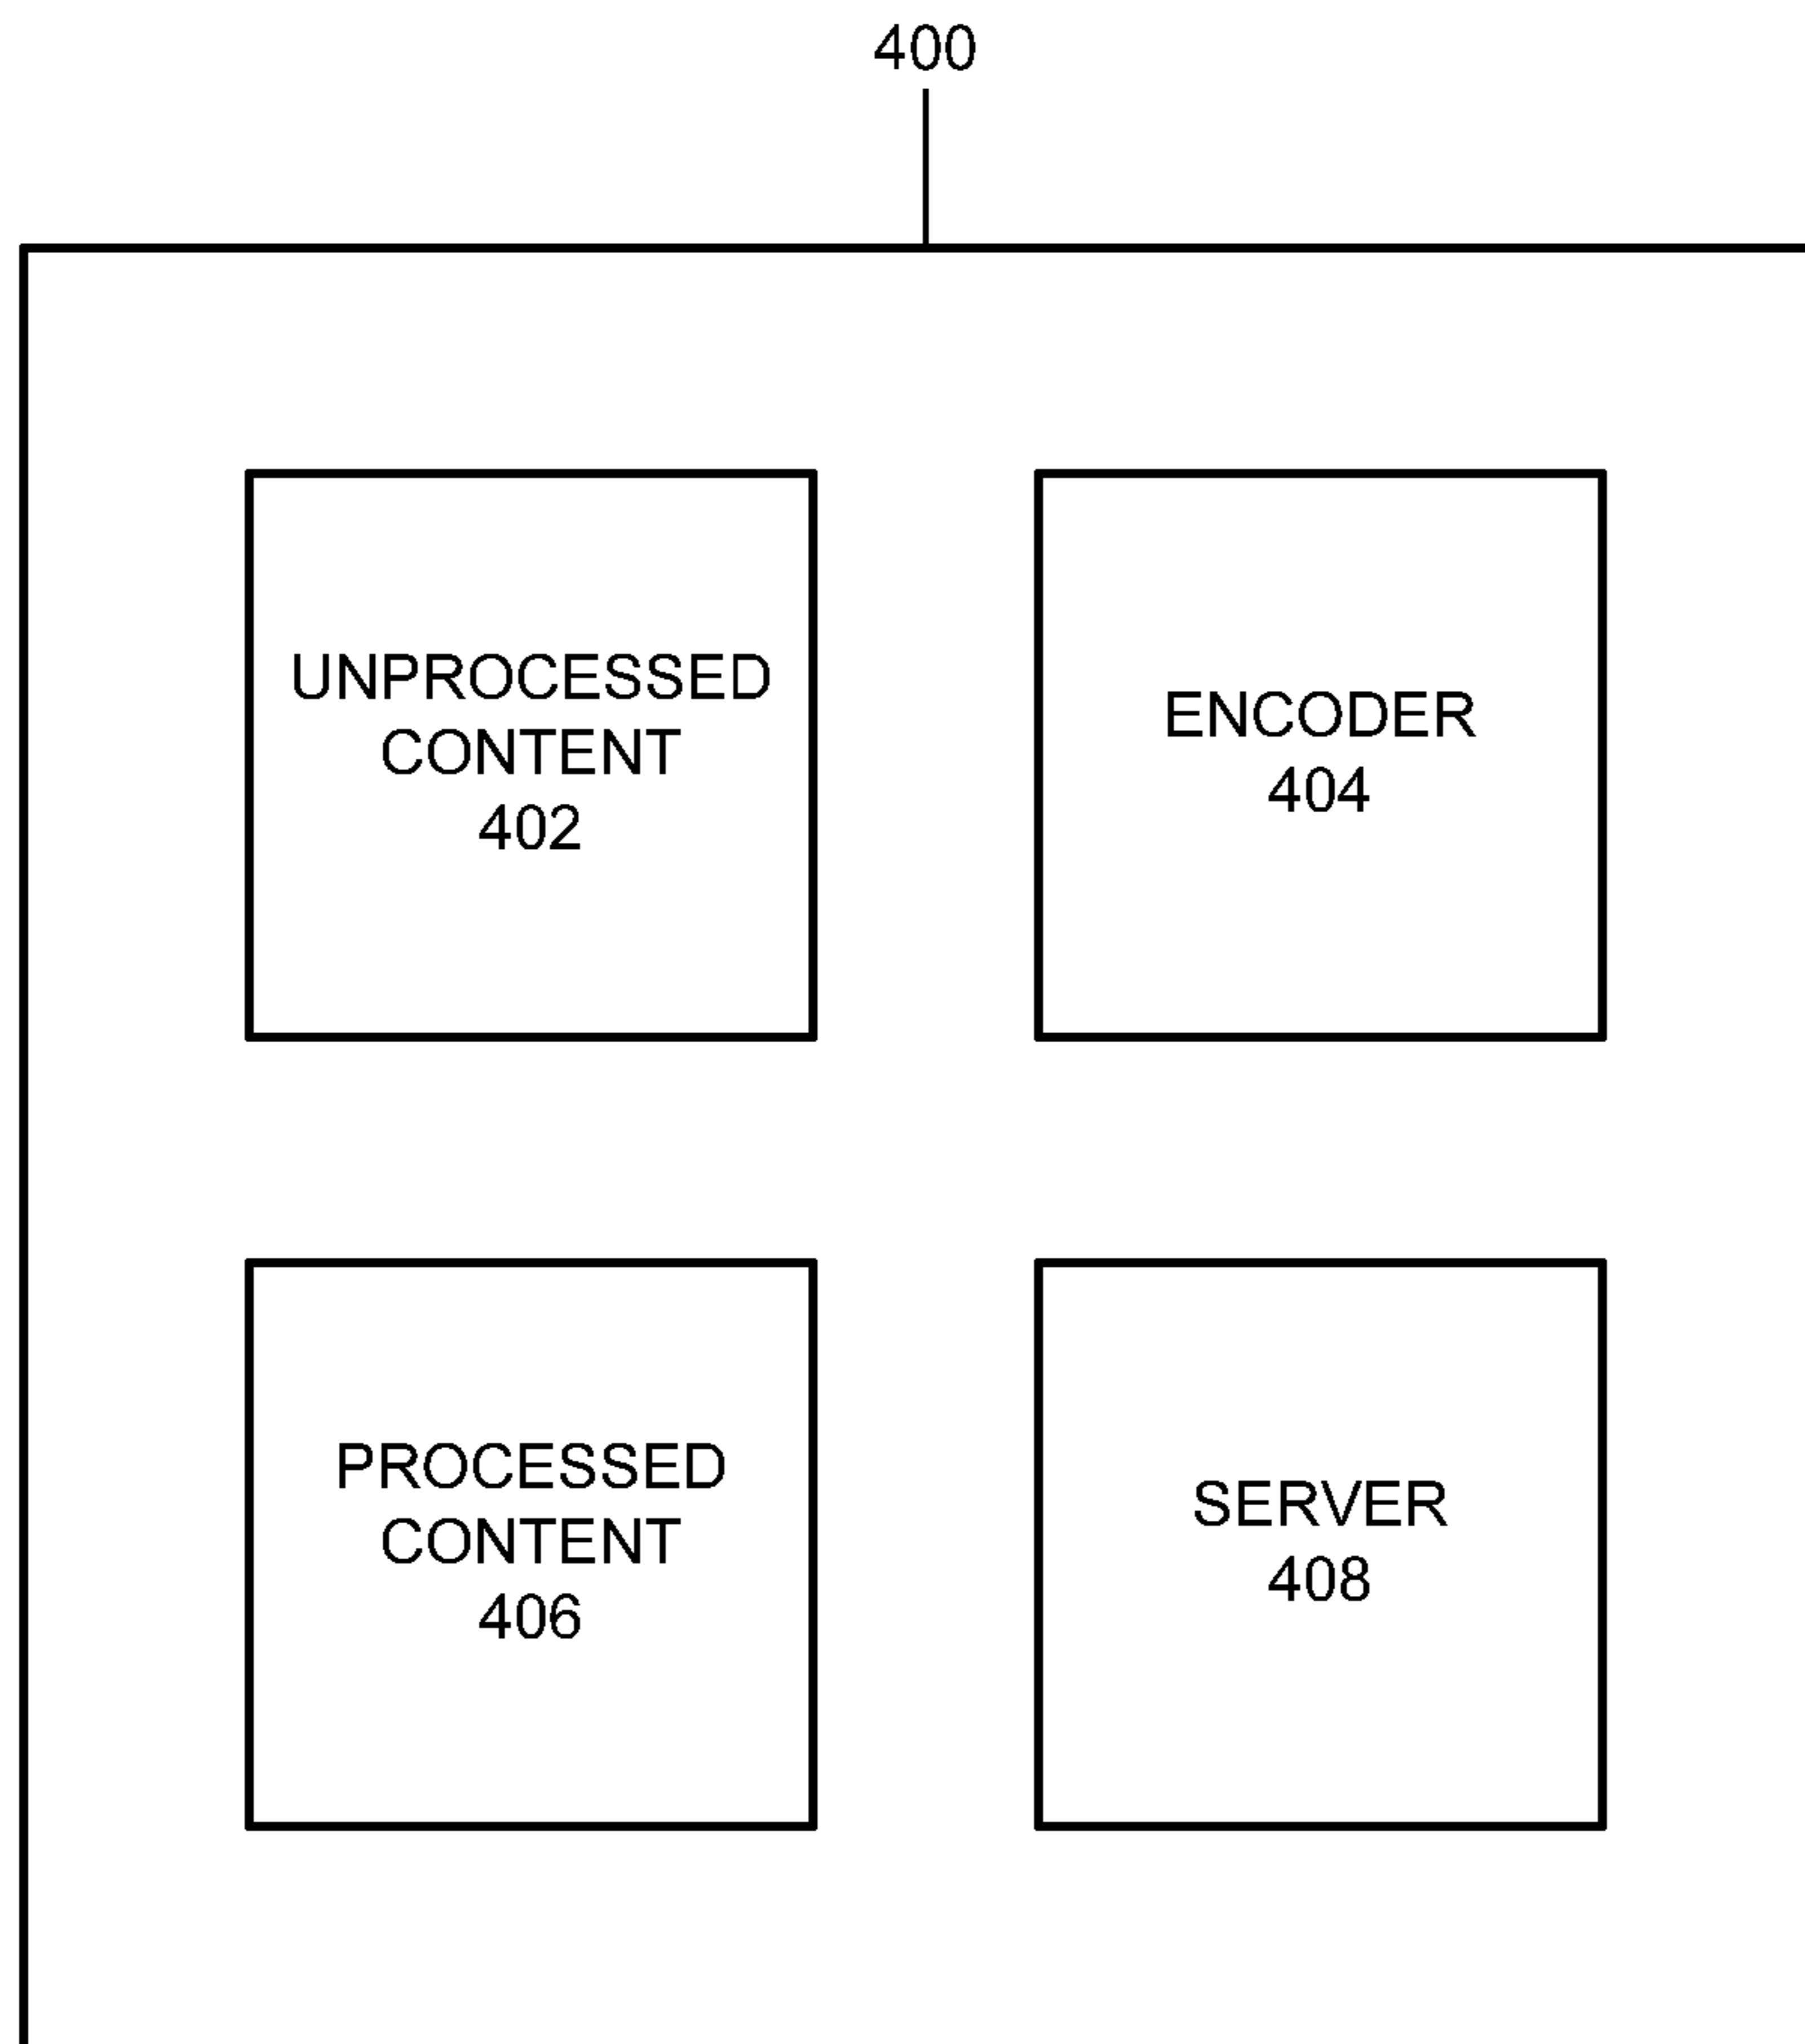 400
UNPROCESSED
CONTENT
402
ENCODER
404
PROCESSED
CONTENT
406
SERVER
408